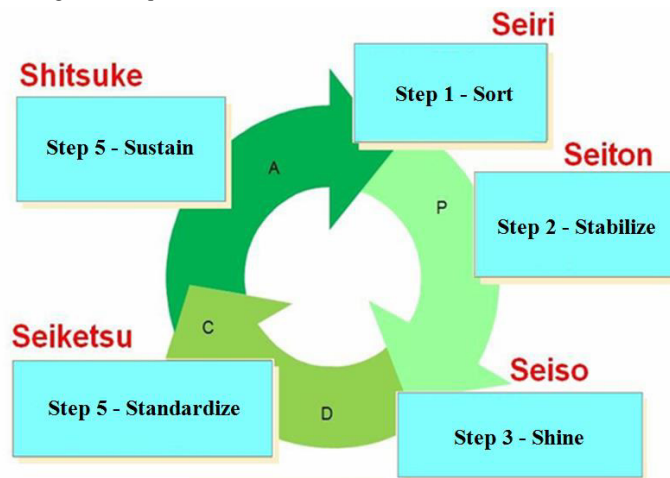 Seiri
Step 1 - Sort
Shitsuke
Step 5 - Sustain
A
Seiton
P
Step 2 - Stabilize
Seiketsu
C
Step 5 - Standardize
Seiso
D
Step 3 - Shine